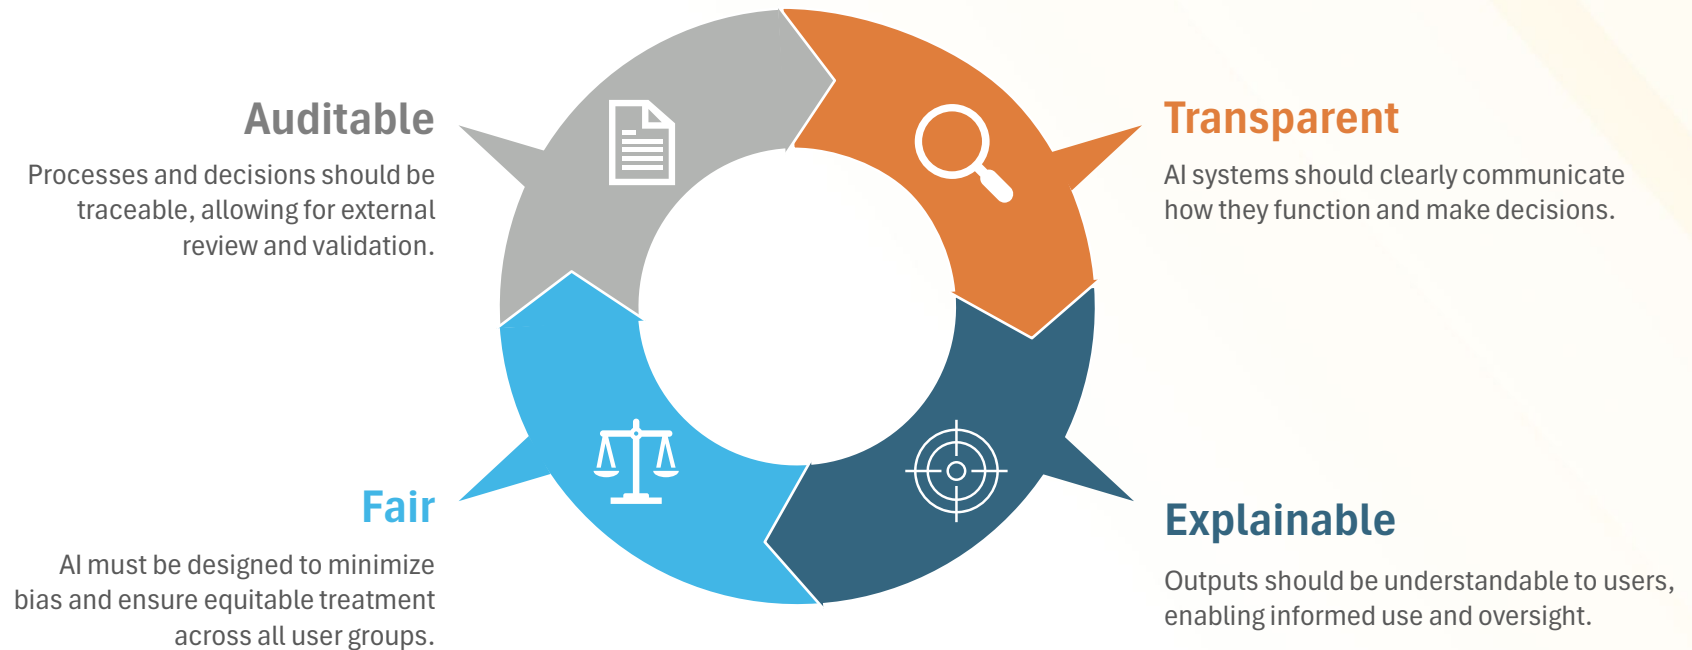 Auditable
Processes and decisions should be
traceable, allowing for external
review and validation.
Transparent
AI systems should clearly communicate
how they function and make decisions.
Fair
AI must be designed to minimize
bias and ensure equitable treatment
across all user groups.
Explainable
Outputs should be understandable to users,
enabling informed use and oversight.